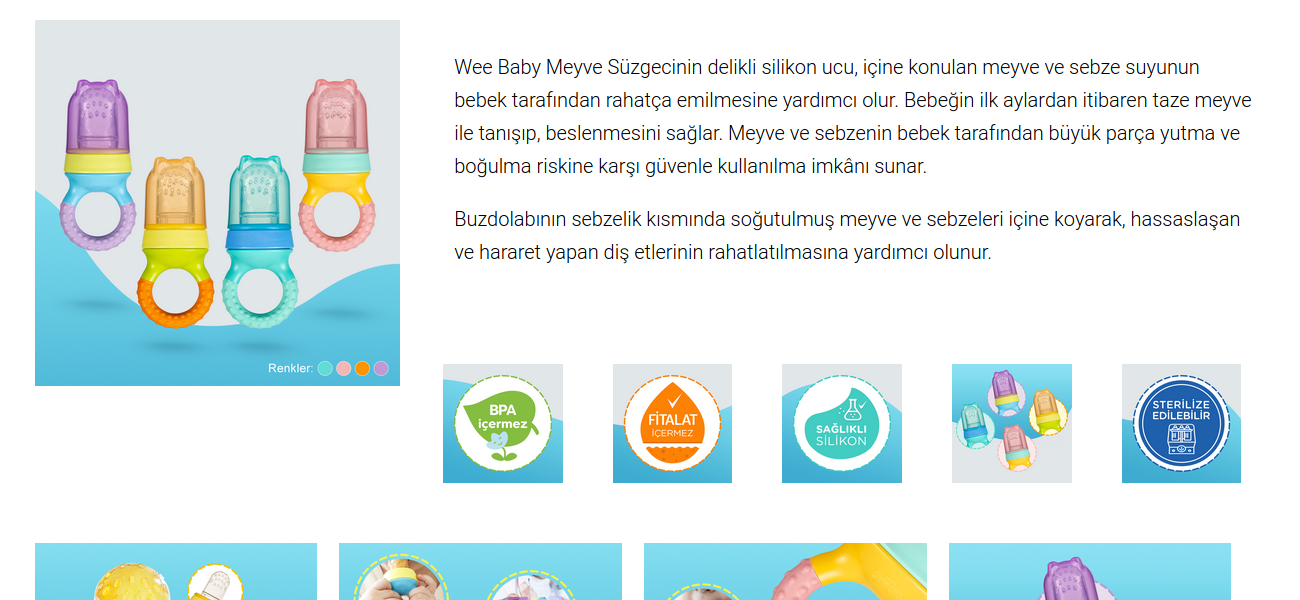 Wee Baby Meyve Süzgecinin delikli silikon ucu, içine konulan meyve ve sebze suyunun
bebek tarafından rahatça emilmesine yardımcı olur. Bebeğin ilk aylardan itibaren taze meyve
ile tanışıp, beslenmesini sağlar. Meyve ve sebzenin bebek tarafından büyük parça yutma ve
boğulma riskine karşı güvenle kullanılma imkânı sunar.
Buzdolabının sebzelik kısmında soğutulmuş meyve ve sebzeleri içine koyarak, hassaslaşan
ve hararet yapan diş etlerinin rahatlatılmasına yardımcı olunur.
Renkler:
BPA
içermez
FİTALAT
İÇERMEZ
SAĞLIKLI
SİLİKON
STERİLİZE
EDİLEBİLİR